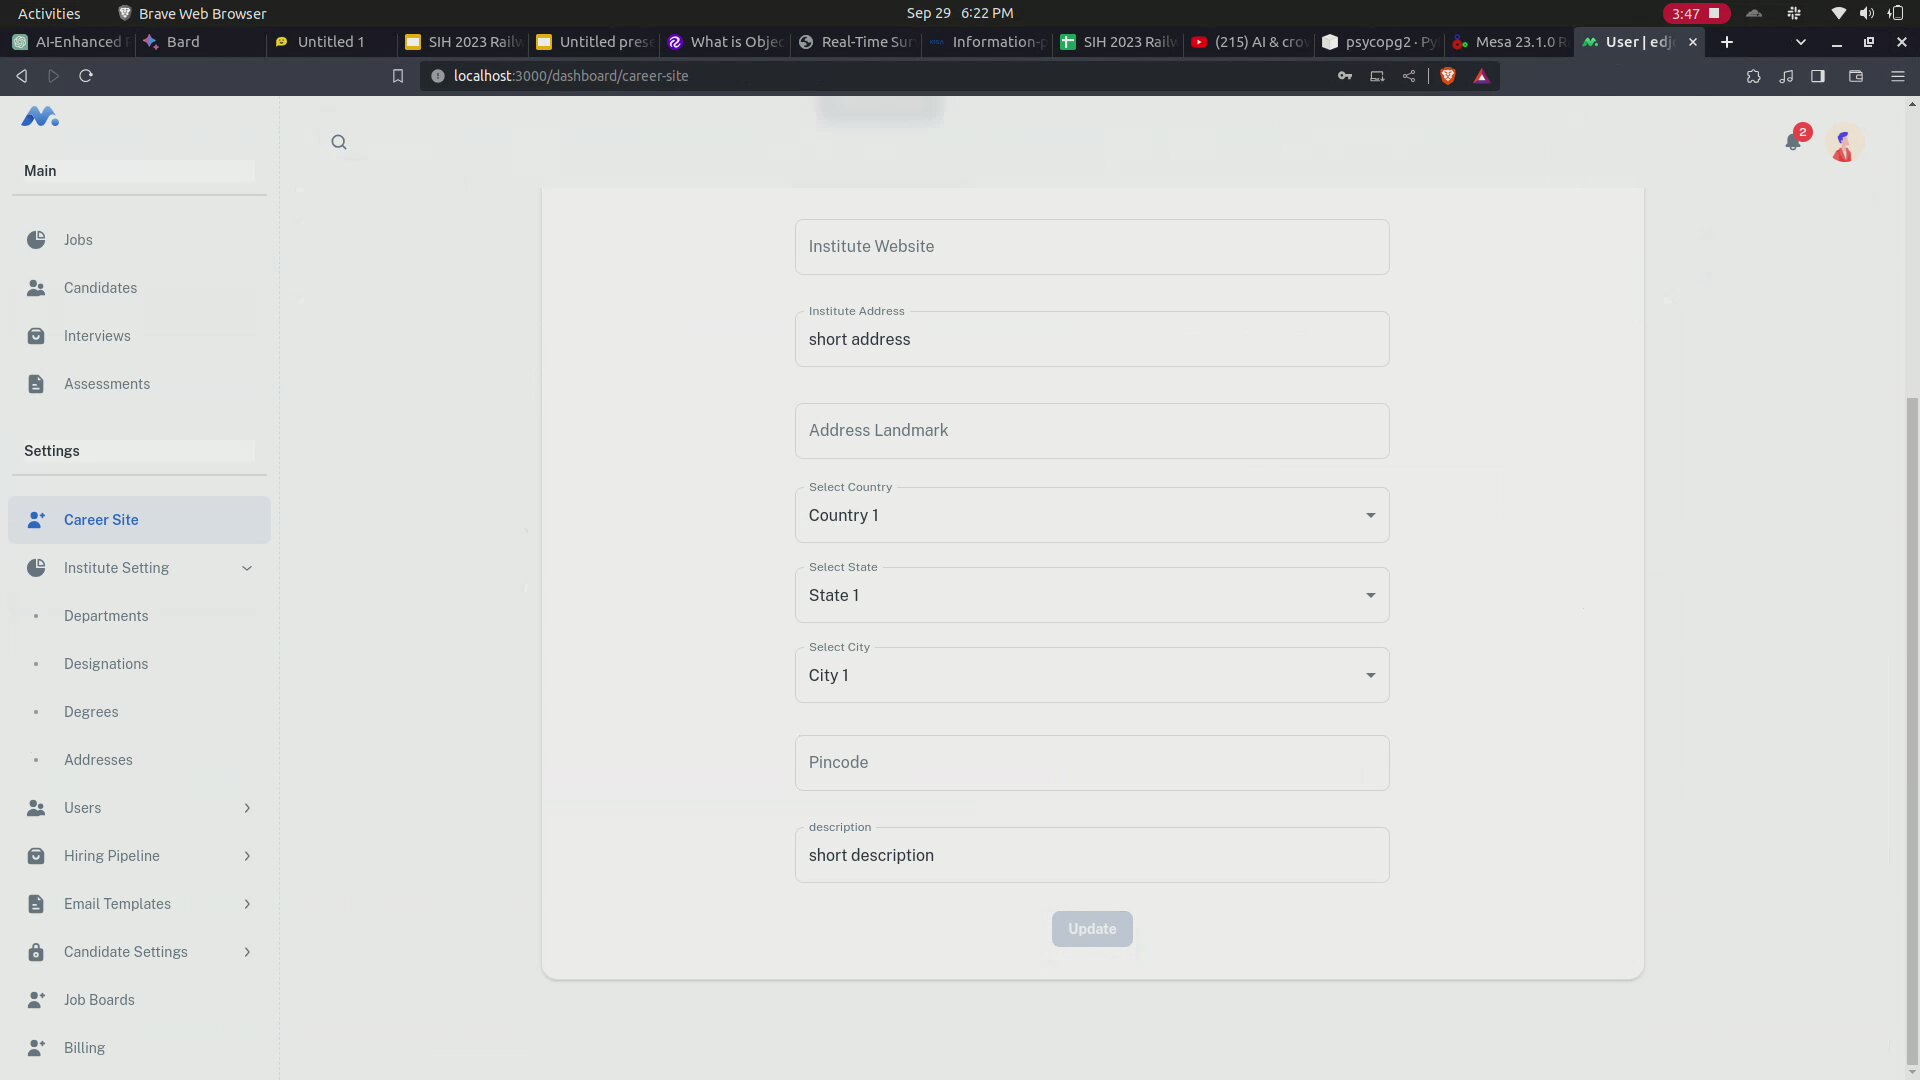 Activities
Brave Web Browser
Sep 29 6:22 PM
3:47
AI-Enhanced
Bard
Untitled 1
SIH 2023 Railw
Untitled prese
What is Objec
Real-Time Sur
Information-p
SIH 2023 Railw
(215) AI & crow
psycopg2 · Py
Mesa 23.1.0 R
User | edjo
localhost:3000/dashboard/career-site
2
Main
Jobs
Candidates
Interviews
Assessments
Settings
Career Site
Institute Setting
Departments
Designations
Degrees
Addresses
Users
Hiring Pipeline
Email Templates
Candidate Settings
Job Boards
Billing
Institute Website
Institute Address
short address
Address Landmark
Select Country
Country 1
Select State
State 1
Select City
City 1
Pincode
description
short description
Update